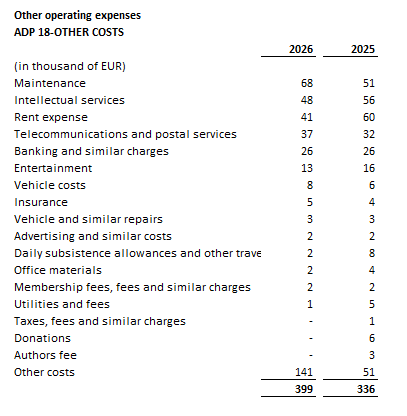 Other operating expenses
ADP 18-OTHER COSTS
2026 2025
(in thousand of EUR)
Maintenance 68 51
Intellectual services 48 56
Rent expense 41 60
Telecommunications and postal services 37 32
Banking and similar charges 26 26
Entertainment 13 16
Vehicle costs 8 6
Insurance 5 4
Vehicle and similar repairs 3 3
Advertising and similar costs 2 2
Daily subsistence allowances and other trave 2 8
Office materials 2 4
Membership fees, fees and similar charges 2 2
Utilities and fees 1 5
Taxes, fees and similar charges - 1
Donations - 6
Authors fee - 3
Other costs 141 51
399 336